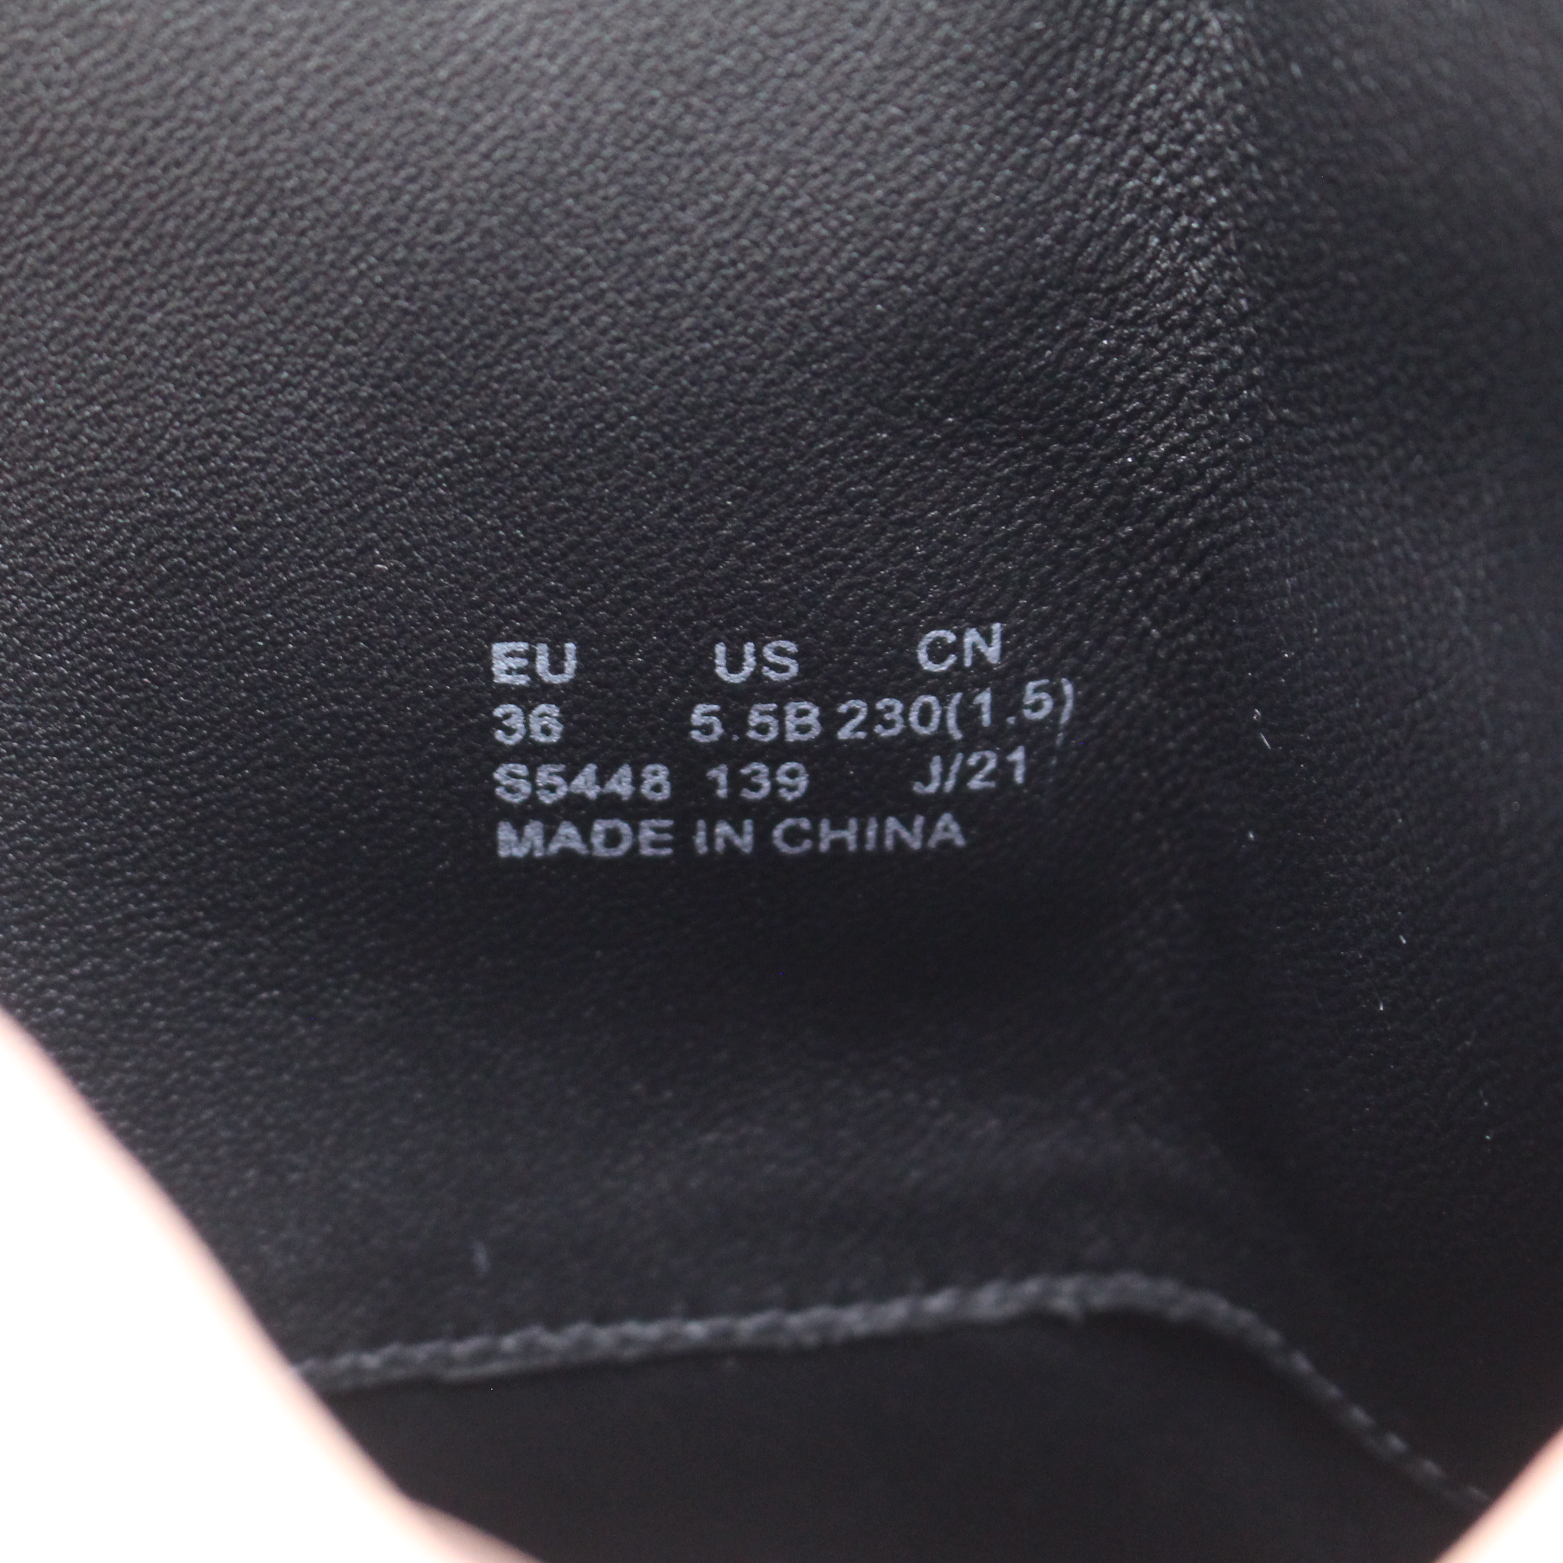 EU US CN
36 5.5B 230(1.5)
S5448 139 J/21
MADE IN CHINA